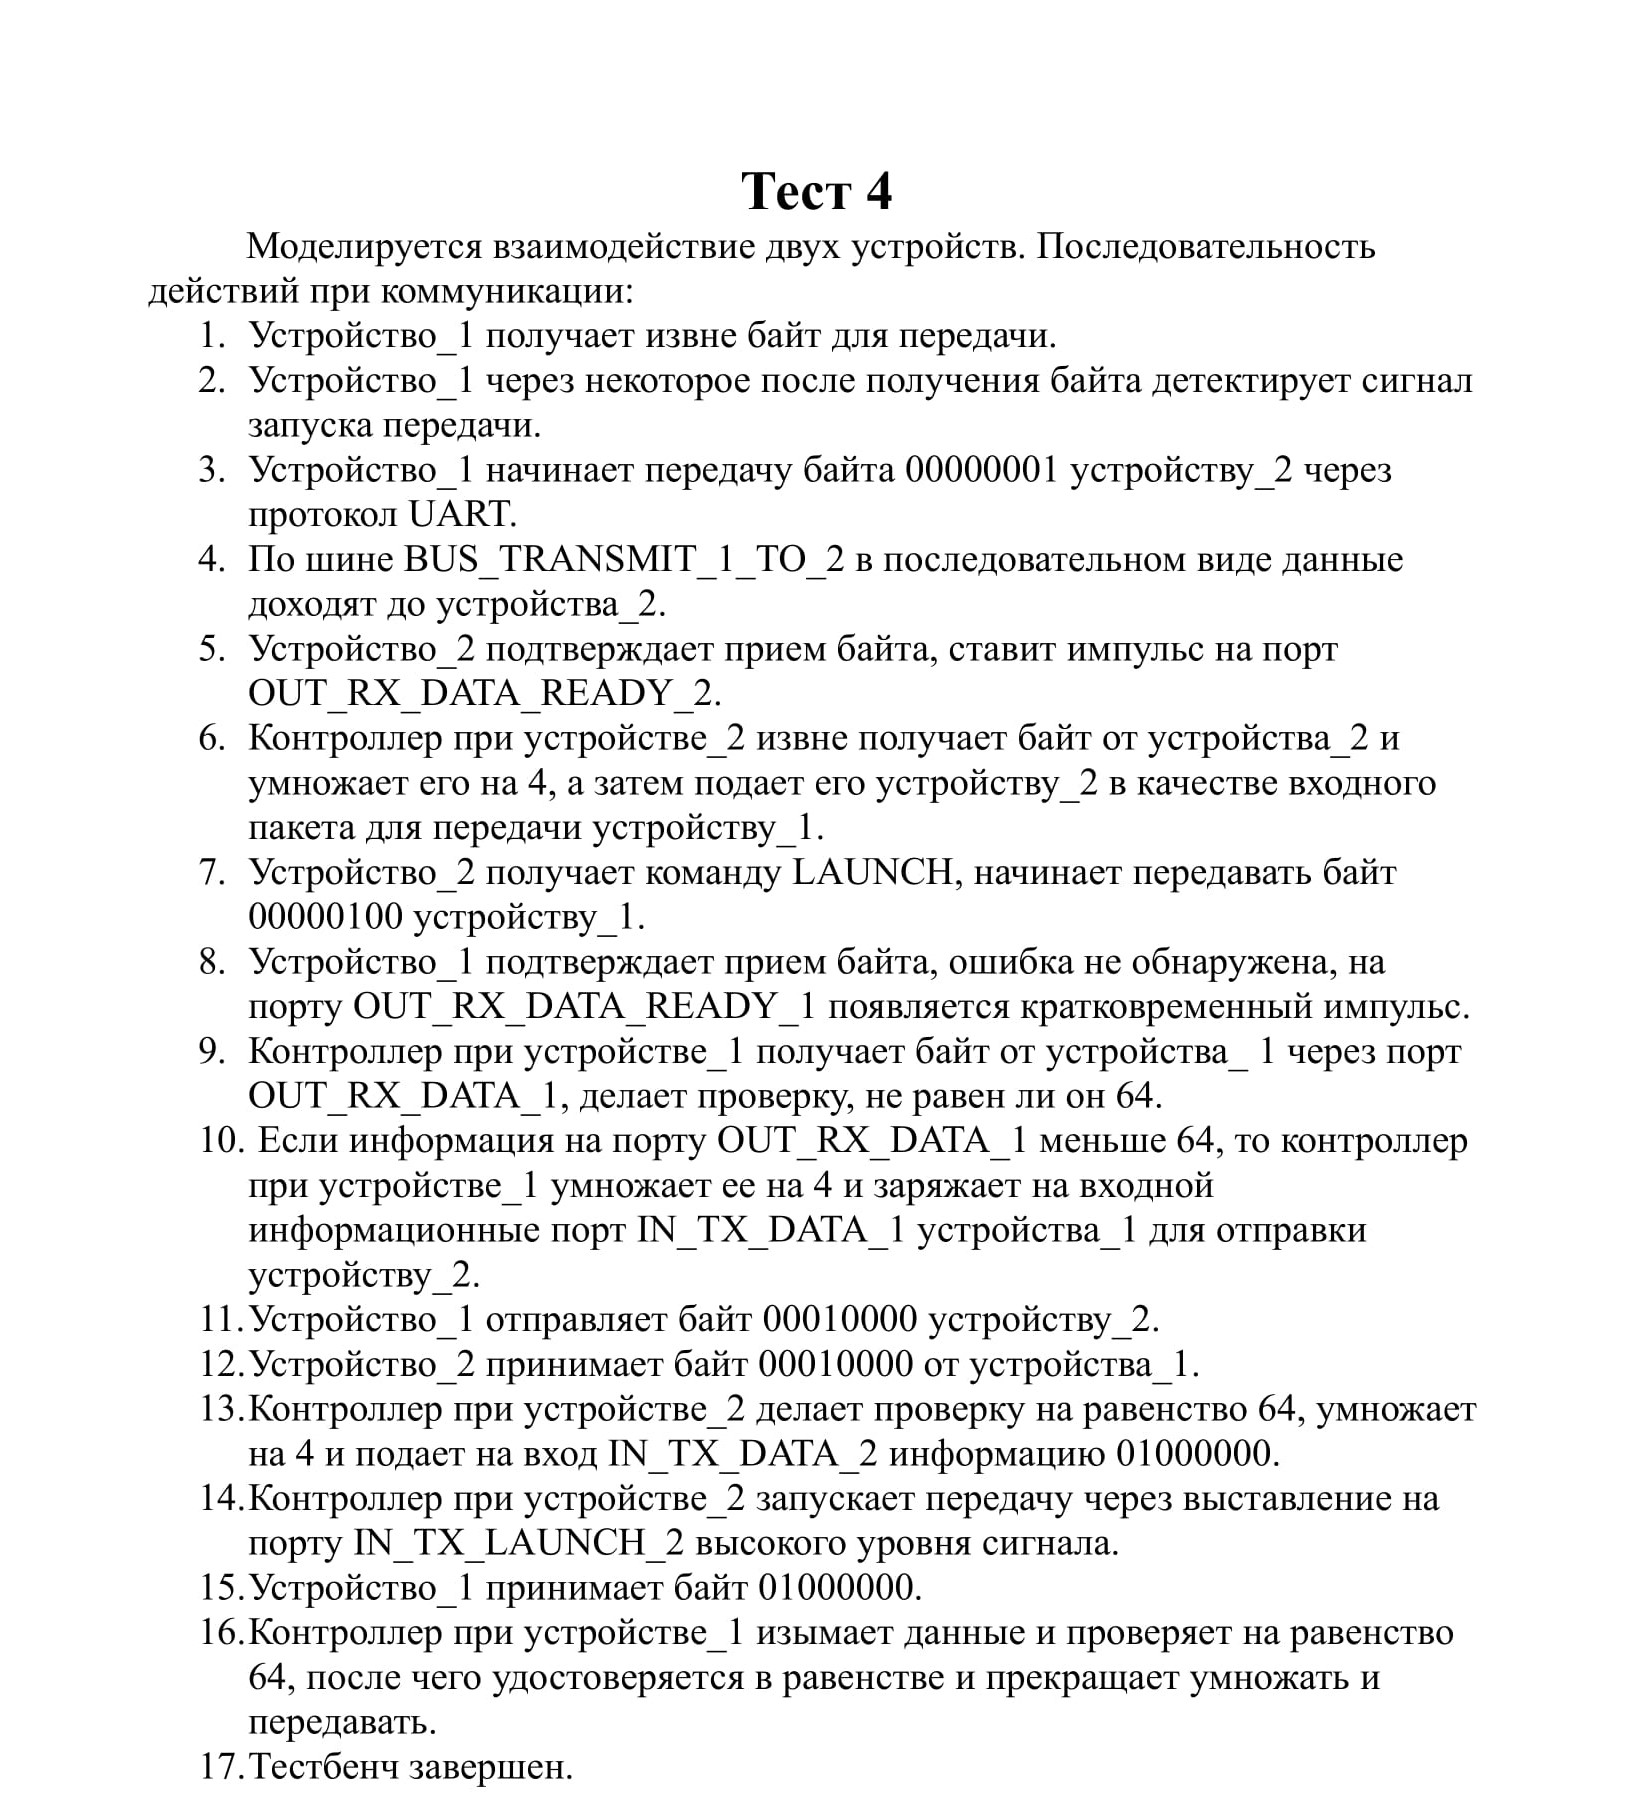 Тест 4
Моделируется взаимодействие двух устройств. Последовательность
действий при коммуникации:
1. Устройство_1 получает извне байт для передачи.
2. Устройство_1 через некоторое после получения байта детектирует сигнал
запуска передачи.
3. Устройство_1 начинает передачу байта 00000001 устройству_2 через
протокол UART.
4. По шине BUS_TRANSMIT_1_TO_2 в последовательном виде данные
доходят до устройства_2.
5. Устройство_2 подтверждает прием байта, ставит импульс на порт
OUT_RX_DATA_READY_2.
6. Контроллер при устройстве_2 извне получает байт от устройства_2 и
умножает его на 4, а затем подает его устройству_2 в качестве входного
пакета для передачи устройству_1.
7. Устройство_2 получает команду LAUNCH, начинает передавать байт
00000100 устройству_1.
8. Устройство_1 подтверждает прием байта, ошибка не обнаружена, на
порту OUT_RX_DATA_READY_1 появляется кратковременный импульс.
9. Контроллер при устройстве_1 получает байт от устройства_ 1 через порт
OUT_RX_DATA_1, делает проверку, не равен ли он 64.
10. Если информация на порту OUT_RX_DATA_1 меньше 64, то контроллер
при устройстве_1 умножает ее на 4 и заряжает на входной
информационные порт IN_TX_DATA_1 устройства_1 для отправки
устройству_2.
11. Устройство_1 отправляет байт 00010000 устройству_2.
12. Устройство_2 принимает байт 00010000 от устройства_1.
13. Контроллер при устройстве_2 делает проверку на равенство 64, умножает
на 4 и подает на вход IN_TX_DATA_2 информацию 01000000.
14. Контроллер при устройстве_2 запускает передачу через выставление на
порту IN_TX_LAUNCH_2 высокого уровня сигнала.
15. Устройство_1 принимает байт 01000000.
16. Контроллер при устройстве_1 изымает данные и проверяет на равенство
64, после чего удостоверяется в равенстве и прекращает умножать и
передавать.
17. Тестбенч завершен.